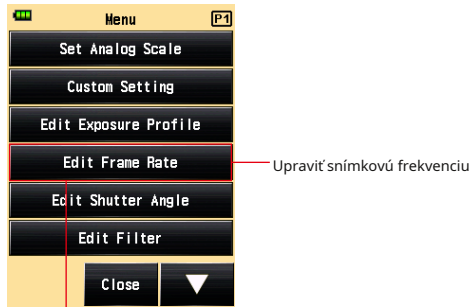 Menu P1
Set Analog Scale
Custom Setting
Edit Exposure Profile
Edit Frame Rate
Upraviť snímkovú frekvenciu
Edit Shutter Angle
Edit Filter
Close